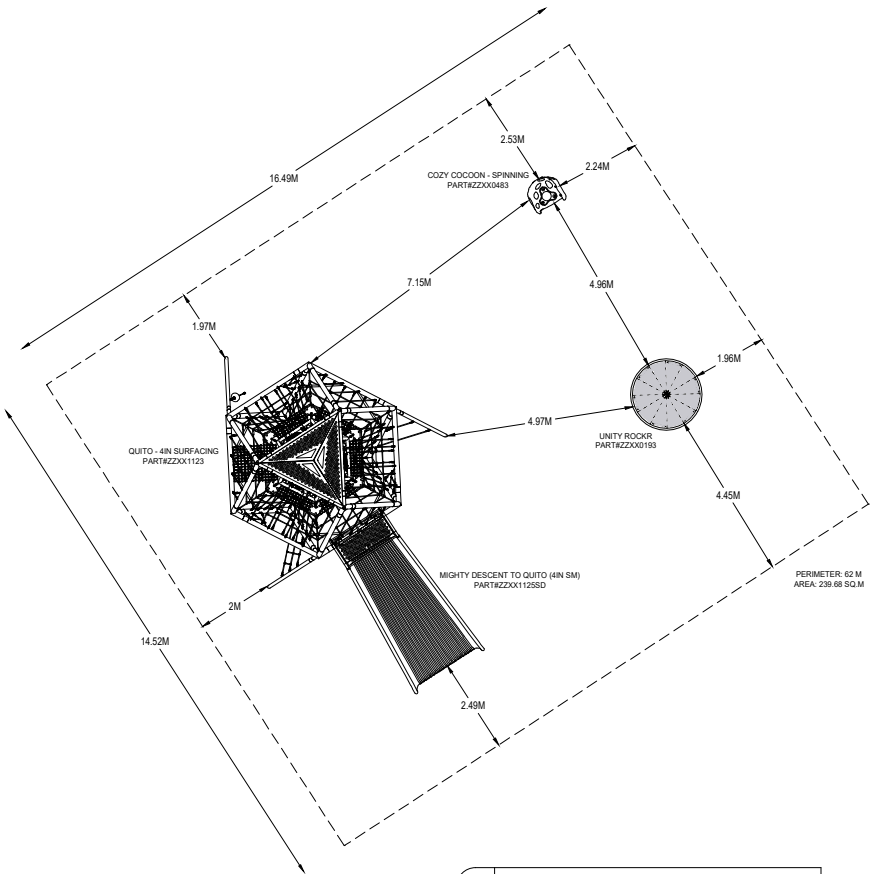 16.49M
2.53M
COZY COCOON - SPINNING
PART#ZZXX0483
2.24M
7.15M
4.96M
1.97M
1.96M
4.97M
QUITO - 4IN SURFACING
PART#ZZXX1123
UNITY ROCKR
PART#ZZXX0193
4.45M
MIGHTY DESCENT TO QUITO (4IN SM)
PART#ZZXX1125SD
PERIMETER: 62 M
AREA: 239.68 SQ.M
2M
14.52M
2.49M